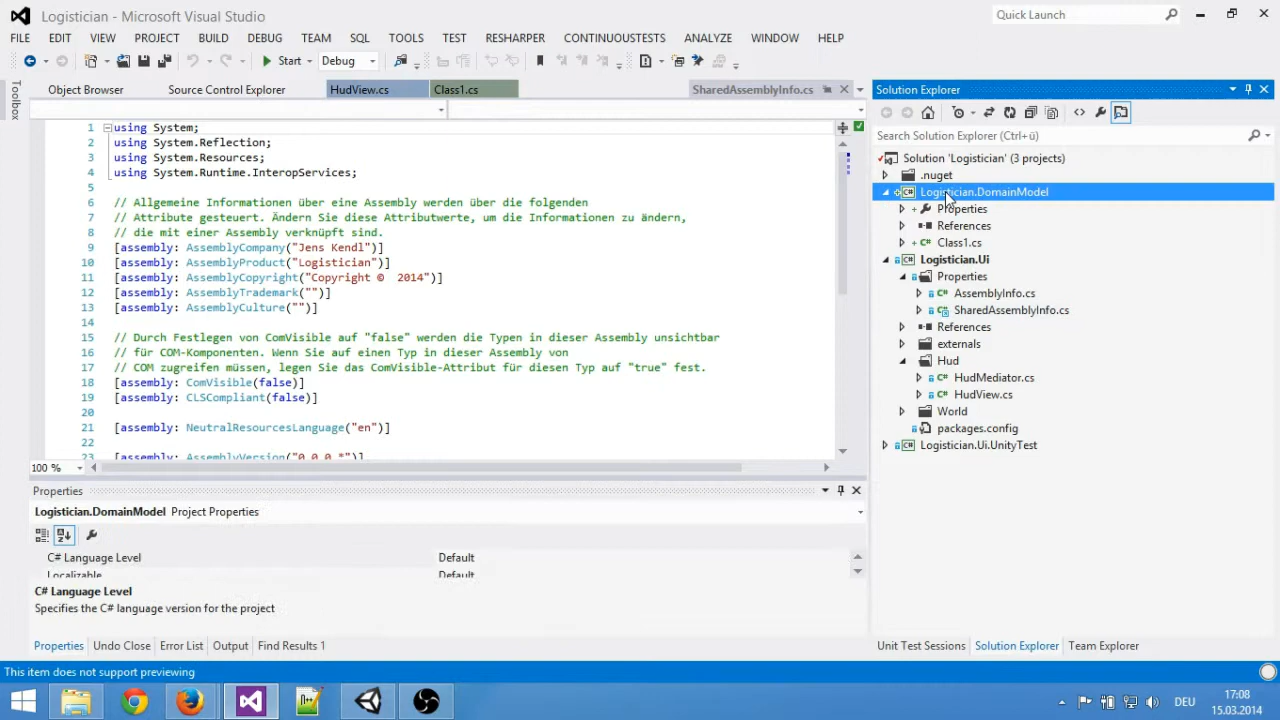 Logistician - Microsoft Visual Studio
Quick Launch
FILE EDIT VIEW PROJECT BUILD DEBUG TEAM SQL TOOLS TEST RESHARPER CONTINUOUSTESTS ANALYZE WINDOW HELP
Start Debug
Toolbox
Object Browser Source Control Explorer HudView.cs Class1.cs SharedAssemblyInfo.cs
1 using System;
2 using System.Reflection;
3 using System.Resources;
4 using System.Runtime.InteropServices;
5
6 // Allgemeine Informationen über eine Assembly werden über die folgenden
7 // Attribute gesteuert. Ändern Sie diese Attributwerte, um die Informationen zu ändern,
8 // die mit einer Assembly verknüpft sind.
9 [assembly: AssemblyCompany("Jens Kendl")]
10 [assembly: AssemblyProduct("Logistician")]
11 [assembly: AssemblyCopyright("Copyright ©  2014")]
12 [assembly: AssemblyTrademark("")]
13 [assembly: AssemblyCulture("")]
14
15 // Durch Festlegen von ComVisible auf "false" werden die Typen in dieser Assembly unsichtbar
16 // für COM-Komponenten. Wenn Sie auf einen Typ in dieser Assembly von
17 // COM zugreifen müssen, legen Sie das ComVisible-Attribut für diesen Typ auf "true" fest.
18 [assembly: ComVisible(false)]
19 [assembly: CLSCompliant(false)]
20
21 [assembly: NeutralResourcesLanguage("en")]
22
23 [assembly: AssemblyVersion("0.0.0.*")]
100 %
Properties
Logistician.DomainModel Project Properties
C# Language Level Default
Localizable Default
C# Language Level
Specifies the C# language version for the project
Properties Undo Close Error List Output Find Results 1
Solution Explorer
Search Solution Explorer (Ctrl+ü)
Solution 'Logistician' (3 projects)
.nuget
Logistician.DomainModel
Properties
References
Class1.cs
Logistician.Ui
Properties
AssemblyInfo.cs
SharedAssemblyInfo.cs
References
externals
Hud
HudMediator.cs
HudView.cs
World
packages.config
Logistician.Ui.UnityTest
Unit Test Sessions Solution Explorer Team Explorer
This item does not support previewing
DEU
17:08
15.03.2014